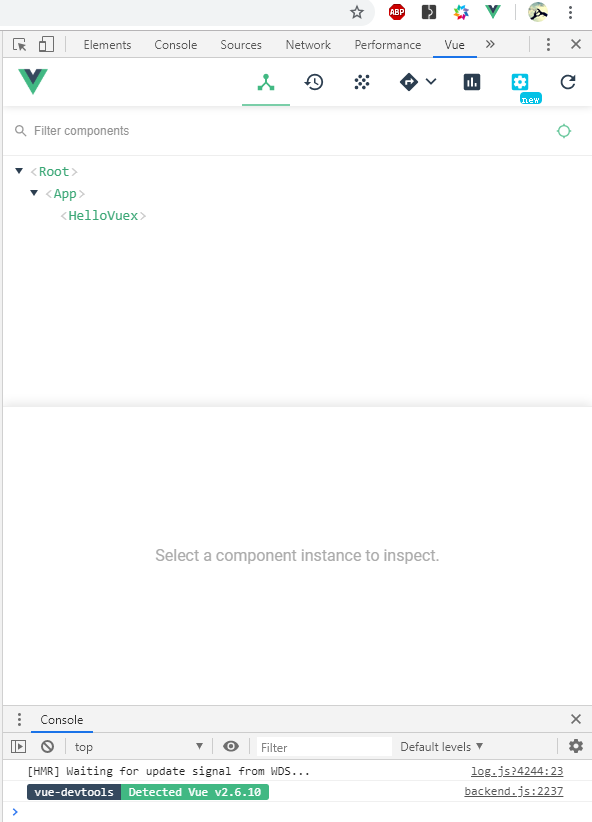 ABP
Elements Console Sources Network Performance Vue »
new
Filter components
<Root>
<App>
<HelloVuex>
Select a component instance to inspect.
Console
top Filter Default levels
[HMR] Waiting for update signal from WDS... log.js?4244:23
vue-devtools Detected Vue v2.6.10 backend.js:2237